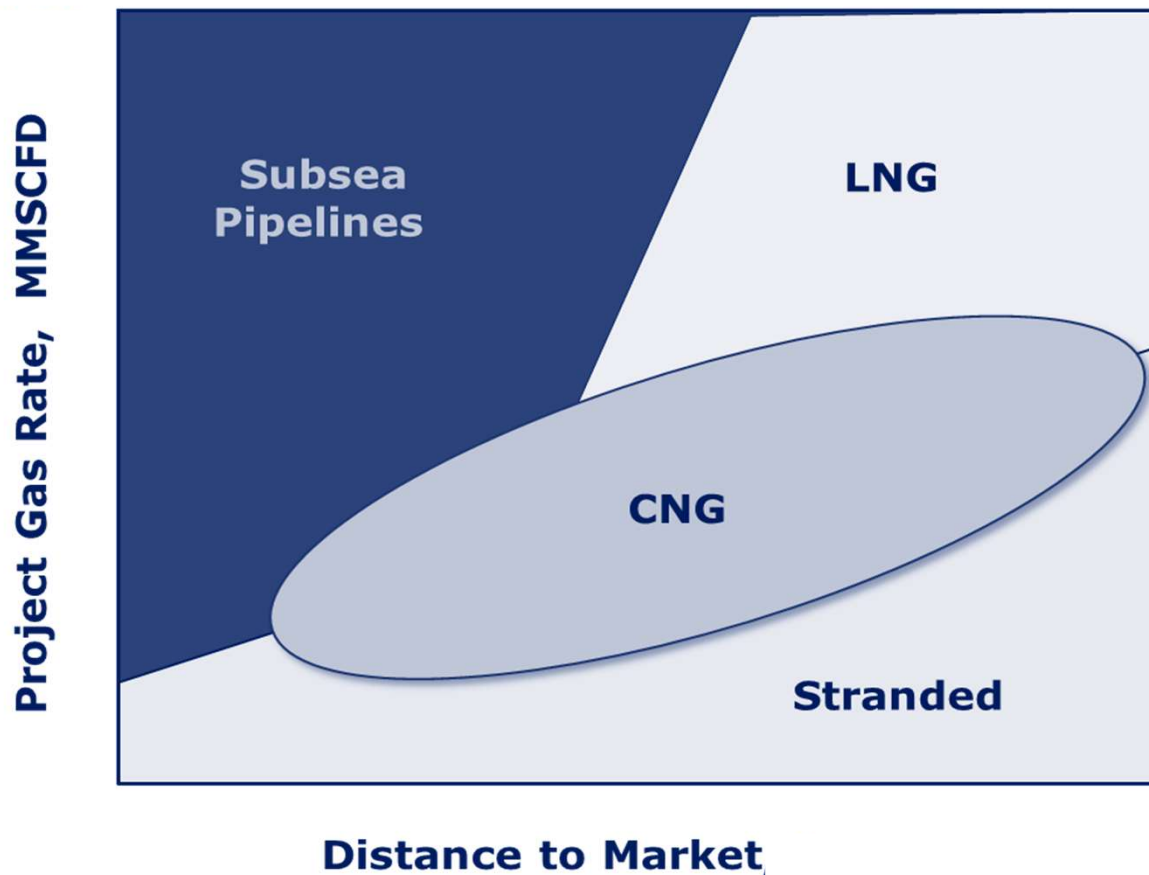 Project Gas Rate, MMSCFD
Subsea
Pipelines
LNG
CNG
Stranded
Distance to Market,